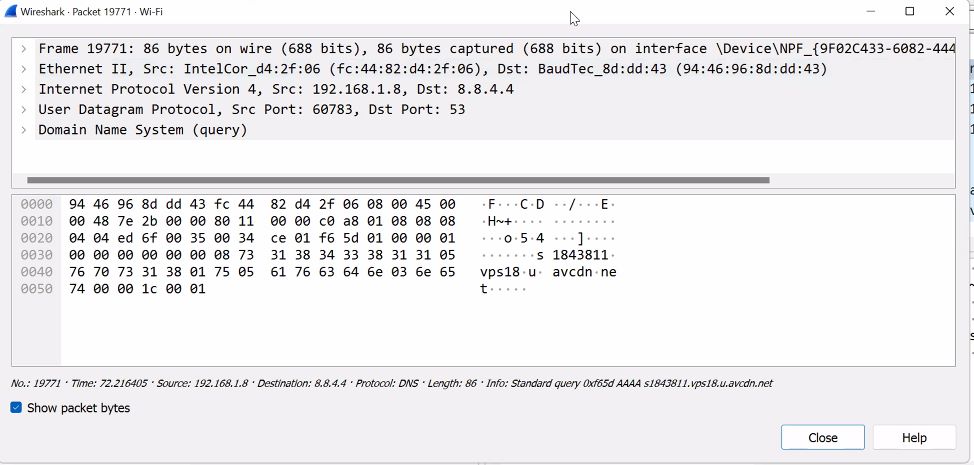 Wireshark · Packet 19771 · Wi-Fi
Frame 19771: 86 bytes on wire (688 bits), 86 bytes captured (688 bits) on interface \Device\NPF_{9F02C433-6082-444
Ethernet II, Src: IntelCor_d4:2f:06 (fc:44:82:d4:2f:06), Dst: BaudTec_8d:dd:43 (94:46:96:8d:dd:43)
Internet Protocol Version 4, Src: 192.168.1.8, Dst: 8.8.4.4
User Datagram Protocol, Src Port: 60783, Dst Port: 53
Domain Name System (query)
0000 94 46 96 8d dd 43 fc 44 82 d4 2f 06 08 00 45 00 ·F···C·D ··/···E·
0010 00 48 7e 2b 00 00 80 11 00 00 c0 a8 01 08 08 08 ·H~+···· ········
0020 04 04 ed 6f 00 35 00 34 ce 01 f6 5d 01 00 00 01 ···o·5·4 ···]····
0030 00 00 00 00 00 00 08 73 31 38 34 33 38 31 31 05 ·······s 1843811·
0040 76 70 73 31 38 01 75 05 61 76 63 64 6e 03 6e 65 vps18·u· avcdn·ne
0050 74 00 00 1c 00 01 t·····
No.: 19771 · Time: 72.216405 · Source: 192.168.1.8 · Destination: 8.8.4.4 · Protocol: DNS · Length: 86 · Info: Standard query 0xf65d AAAA s1843811.vps18.u.avcdn.net
Show packet bytes
Close Help